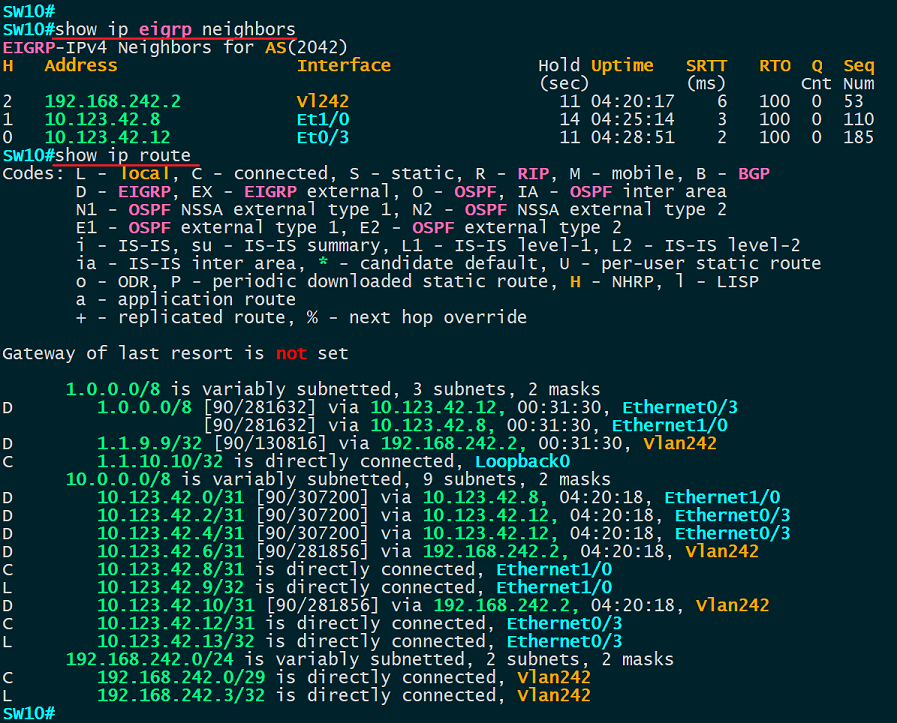 SW10#
SW10#show ip eigrp neighbors
EIGRP-IPv4 Neighbors for AS(2042)
H   Address                 Interface              Hold Uptime   SRTT   RTO  Q  Seq
                                                   (sec)         (ms)       Cnt Num
2   192.168.242.2           Vl242                    11 04:20:17    6   100  0  53
1   10.123.42.8             Et1/0                    14 04:25:14    3   100  0  110
0   10.123.42.12            Et0/3                    11 04:28:51    2   100  0  185
SW10#show ip route
Codes: L - local, C - connected, S - static, R - RIP, M - mobile, B - BGP
       D - EIGRP, EX - EIGRP external, O - OSPF, IA - OSPF inter area
       N1 - OSPF NSSA external type 1, N2 - OSPF NSSA external type 2
       E1 - OSPF external type 1, E2 - OSPF external type 2
       i - IS-IS, su - IS-IS summary, L1 - IS-IS level-1, L2 - IS-IS level-2
       ia - IS-IS inter area, * - candidate default, U - per-user static route
       o - ODR, P - periodic downloaded static route, H - NHRP, l - LISP
       a - application route
       + - replicated route, % - next hop override
Gateway of last resort is not set
      1.0.0.0/8 is variably subnetted, 3 subnets, 2 masks
D        1.0.0.0/8 [90/281632] via 10.123.42.12, 00:31:30, Ethernet0/3
                   [90/281632] via 10.123.42.8, 00:31:30, Ethernet1/0
D        1.1.9.9/32 [90/130816] via 192.168.242.2, 00:31:30, Vlan242
C        1.1.10.10/32 is directly connected, Loopback0
      10.0.0.0/8 is variably subnetted, 9 subnets, 2 masks
D        10.123.42.0/31 [90/307200] via 10.123.42.8, 04:20:18, Ethernet1/0
D        10.123.42.2/31 [90/307200] via 10.123.42.12, 04:20:18, Ethernet0/3
D        10.123.42.4/31 [90/307200] via 10.123.42.12, 04:20:18, Ethernet0/3
D        10.123.42.6/31 [90/281856] via 192.168.242.2, 04:20:18, Vlan242
C        10.123.42.8/31 is directly connected, Ethernet1/0
L        10.123.42.9/32 is directly connected, Ethernet1/0
D        10.123.42.10/31 [90/281856] via 192.168.242.2, 04:20:18, Vlan242
C        10.123.42.12/31 is directly connected, Ethernet0/3
L        10.123.42.13/32 is directly connected, Ethernet0/3
      192.168.242.0/24 is variably subnetted, 2 subnets, 2 masks
C        192.168.242.0/29 is directly connected, Vlan242
L        192.168.242.3/32 is directly connected, Vlan242
SW10#